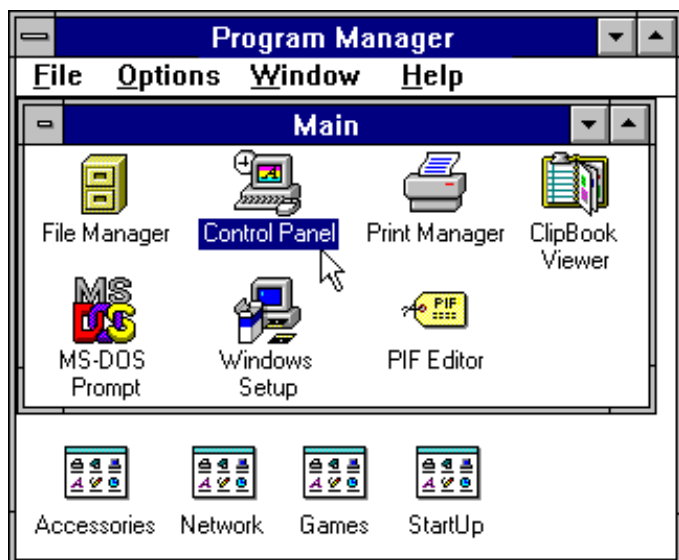 Program Manager
File Options Window Help
Main
File Manager Control Panel Print Manager ClipBook Viewer
MS-DOS Prompt Windows Setup PIF Editor
MS DOS
PIF
Accessories Network Games StartUp